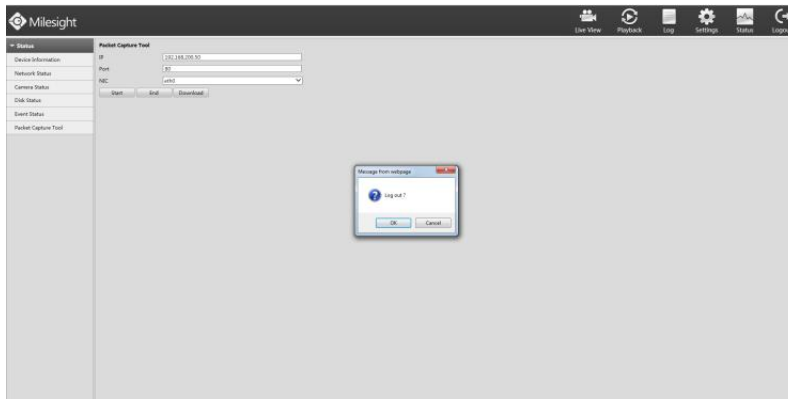 Milesight
Live View Playback Log Settings Status
Status
Device Information
Network Status
Camera Status
Disk Status
Event Status
Packet Capture Tool
Packet Capture Tool
IP
Port
NIC eth0
Start End Download
Message from webpage
Log out ?
OK Cancel